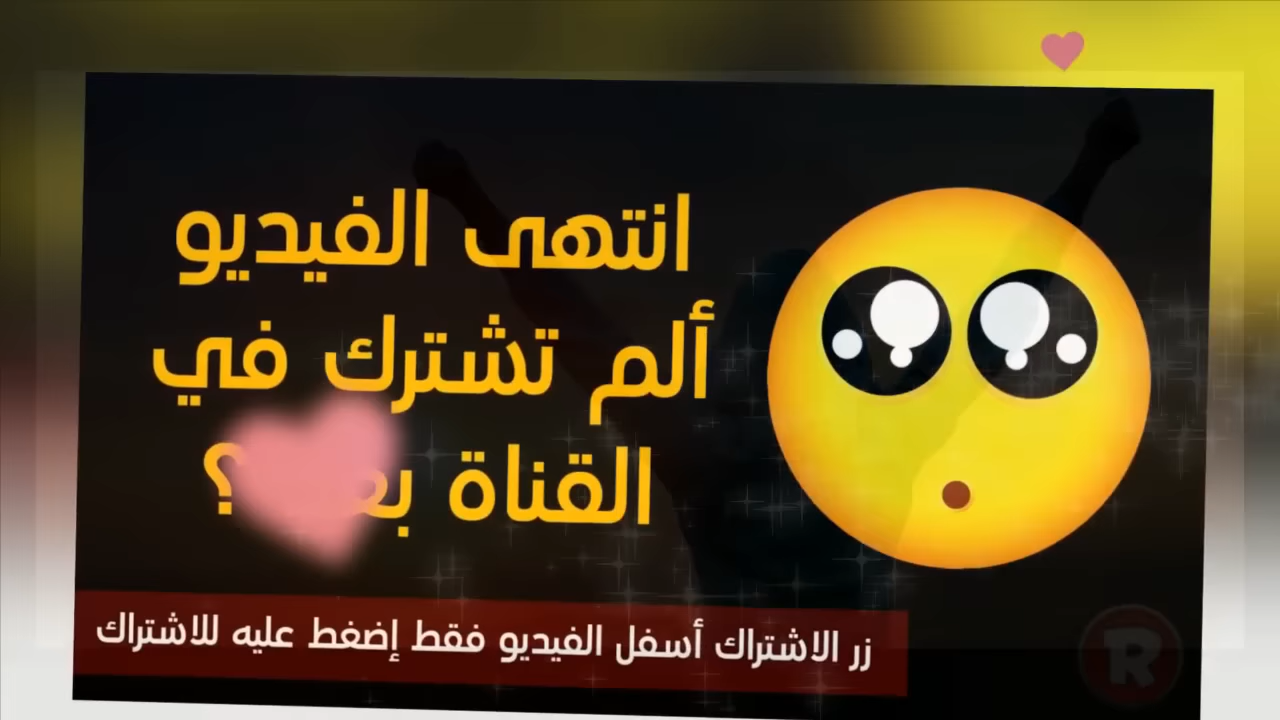 انتهى الفيديو
ألم تشترك في
القناة ؟
زر الاشتراك أسفل الفيديو فقط إضغط عليه للاشتراك
R